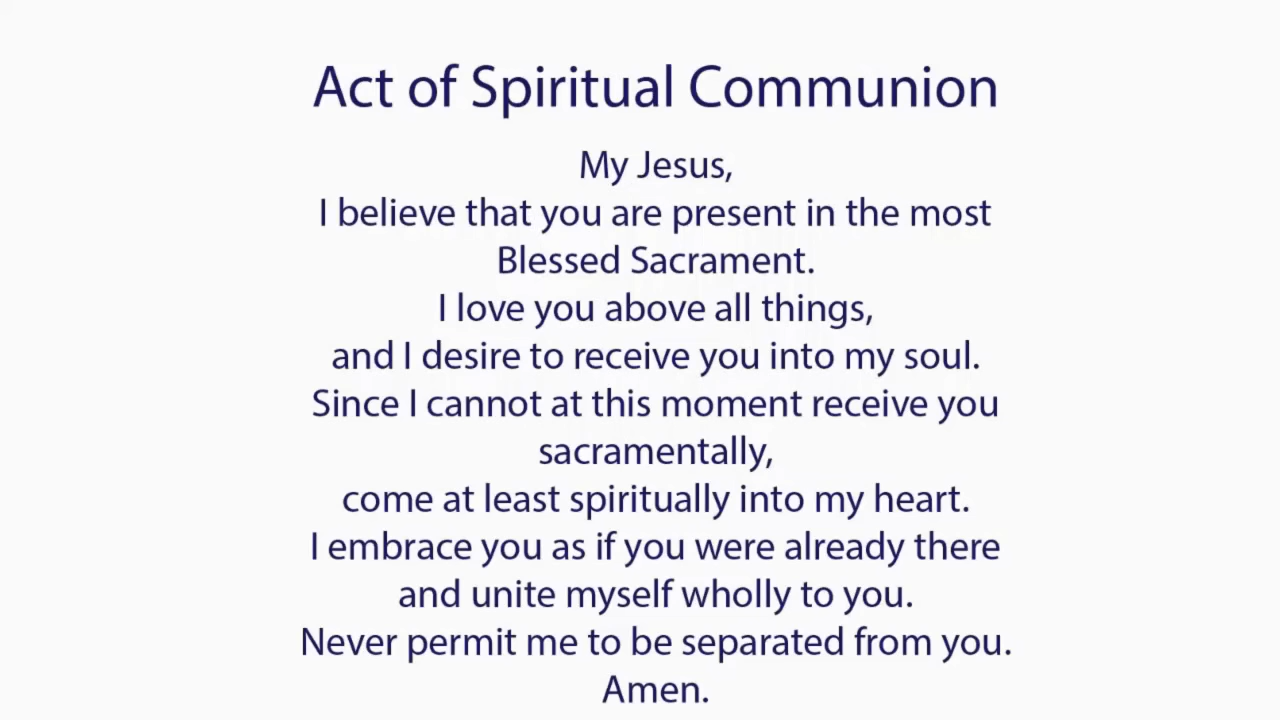 Act of Spiritual Communion
My Jesus,
I believe that you are present in the most
Blessed Sacrament.
I love you above all things,
and I desire to receive you into my soul.
Since I cannot at this moment receive you
sacramentally,
come at least spiritually into my heart.
I embrace you as if you were already there
and unite myself wholly to you.
Never permit me to be separated from you.
Amen.